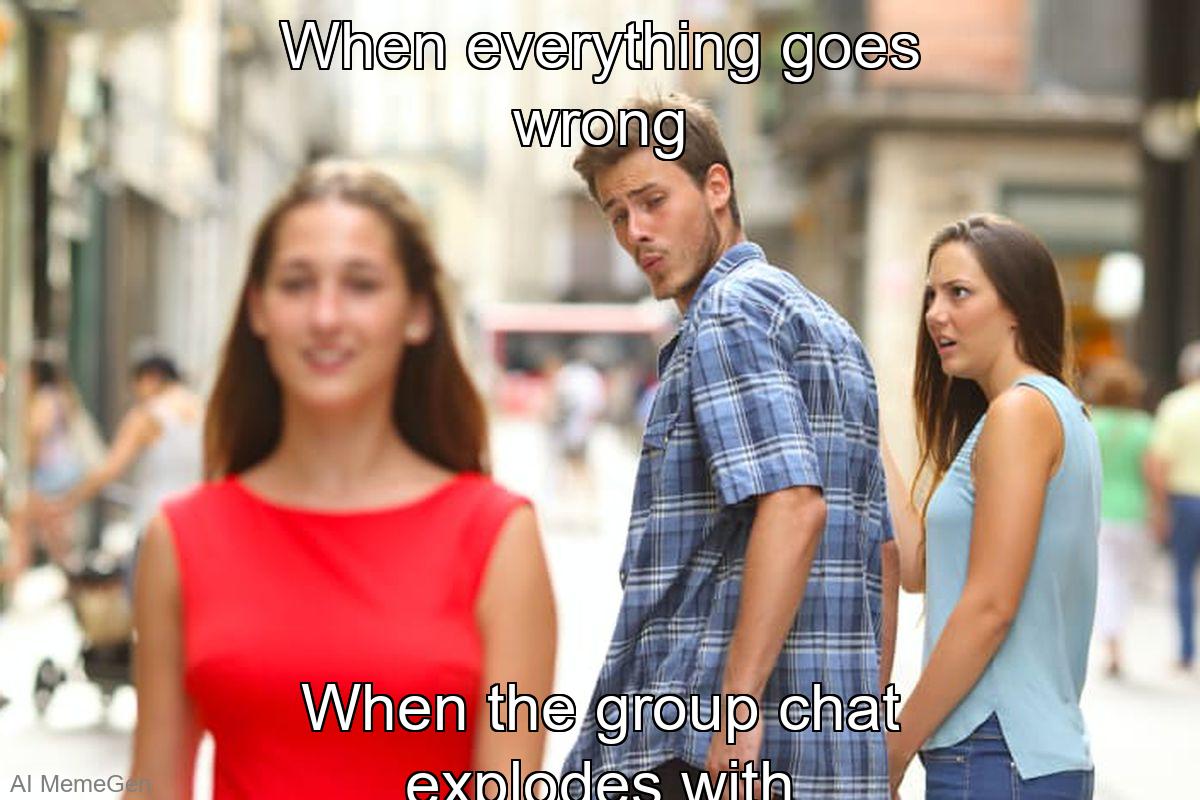 When everything goes
wrong
When the group chat
explodes with
AI MemeGen